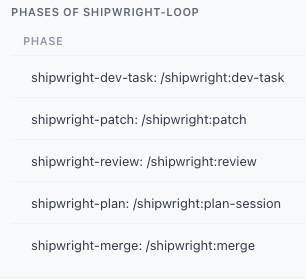 PHASES OF SHIPWRIGHT-LOOP
PHASE
shipwright-dev-task: /shipwright:dev-task
shipwright-patch: /shipwright:patch
shipwright-review: /shipwright:review
shipwright-plan: /shipwright:plan-session
shipwright-merge: /shipwright:merge